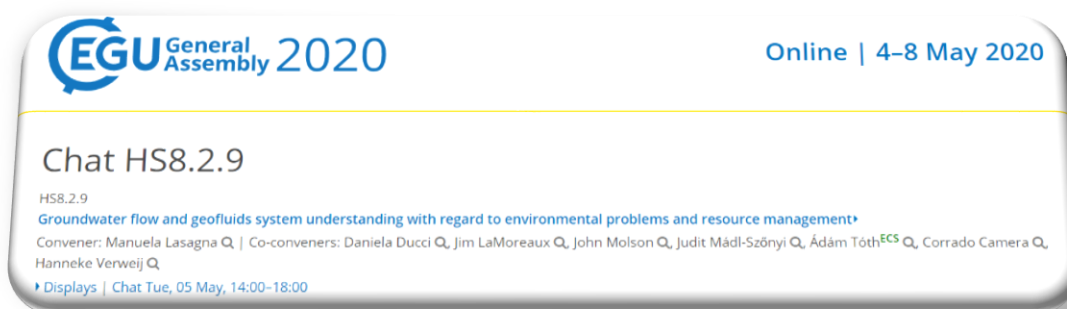 EGU General Assembly 2020
Online | 4–8 May 2020
Chat HS8.2.9
HS8.2.9
Groundwater flow and geofluids system understanding with regard to environmental problems and resource management
Convener: Manuela Lasagna | Co-conveners: Daniela Ducci, Jim LaMoreaux, John Molson, Judit Mádl-Szőnyi, Ádám Tóth ECS, Corrado Camera,
Hanneke Verweij
Displays | Chat Tue, 05 May, 14:00–18:00